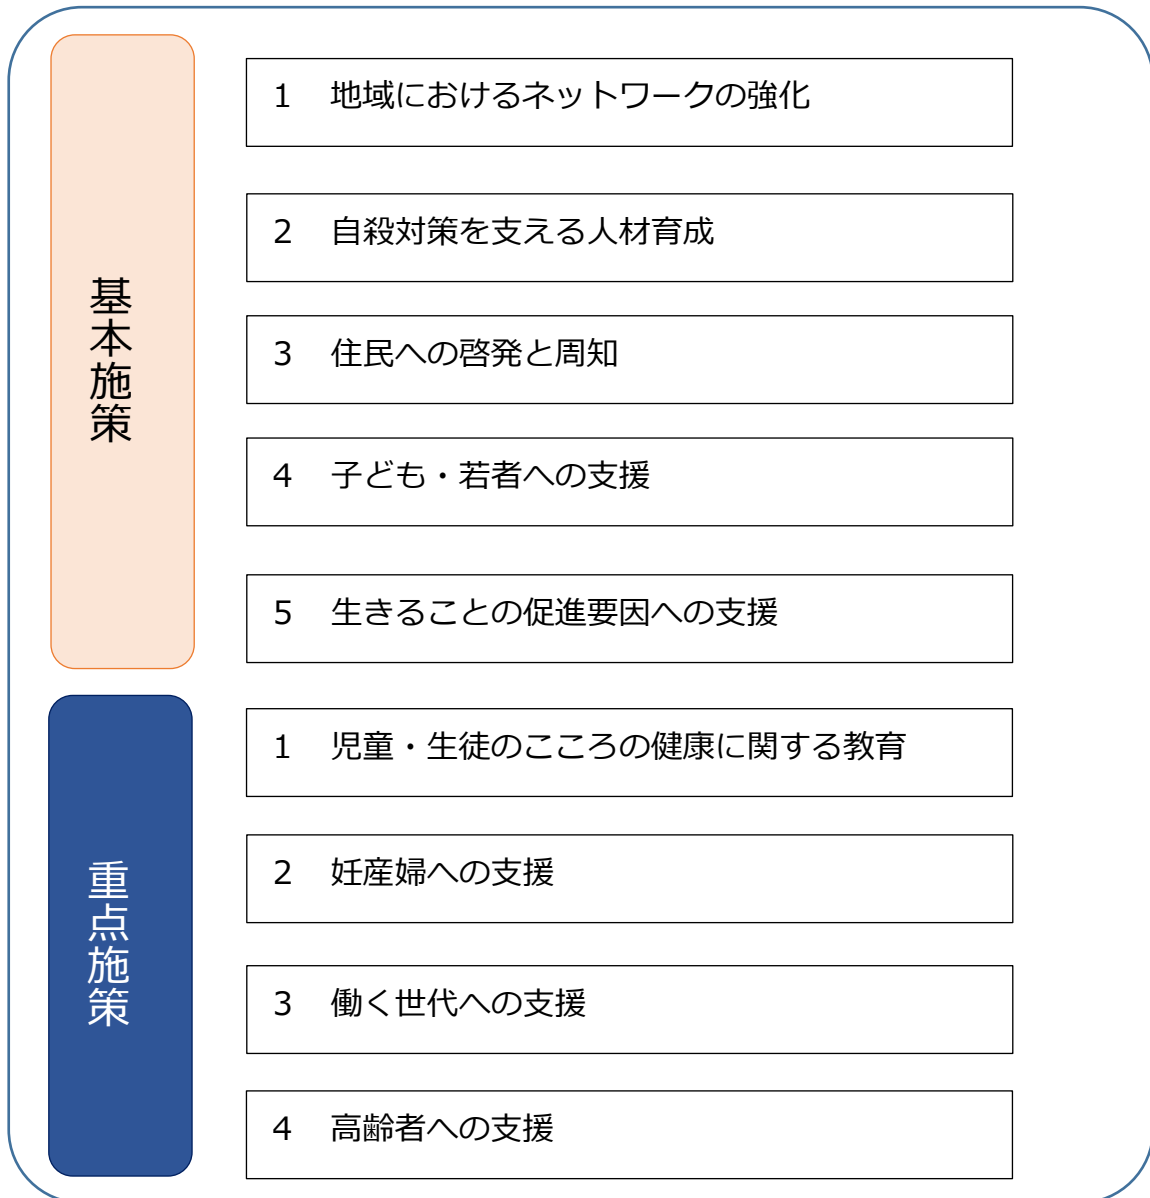 基本施策
1 地域におけるネットワークの強化
2 自殺対策を支える人材育成
3 住民への啓発と周知
4 子ども・若者への支援
5 生きることの促進要因への支援
重点施策
1 児童・生徒のこころの健康に関する教育
2 妊産婦への支援
3 働く世代への支援
4 高齢者への支援